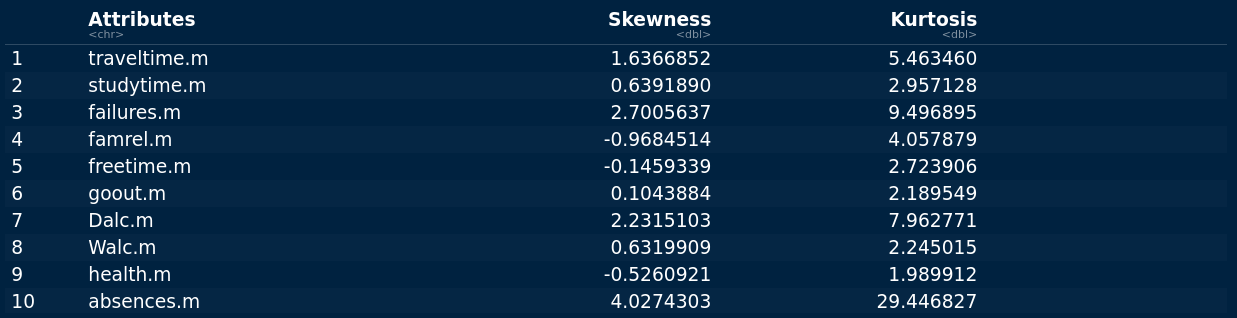 Attributes Skewness Kurtosis
<chr> <dbl> <dbl>
1 traveltime.m 1.6366852 5.463460
2 studytime.m 0.6391890 2.957128
3 failures.m 2.7005637 9.496895
4 famrel.m -0.9684514 4.057879
5 freetime.m -0.1459339 2.723906
6 goout.m 0.1043884 2.189549
7 Dalc.m 2.2315103 7.962771
8 Walc.m 0.6319909 2.245015
9 health.m -0.5260921 1.989912
10 absences.m 4.0274303 29.446827